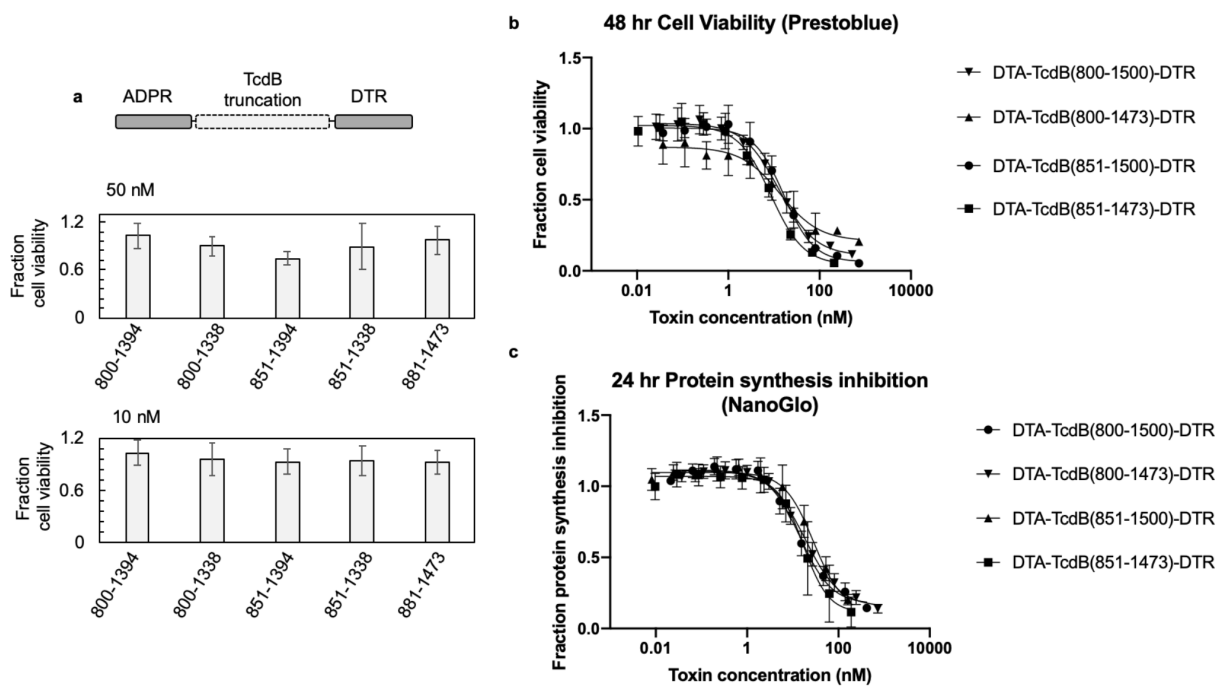 a
ADPR
TcdB
truncation
DTR
50 nM
Fraction
cell viability
1.2
0.6
0
800-1394
800-1338
851-1394
851-1338
881-1473
10 nM
Fraction
cell viability
1.2
0.6
0
800-1394
800-1338
851-1394
851-1338
881-1473
b
48 hr Cell Viability (Prestoblue)
Fraction cell viability
1.5
1.0
0.5
0.0
0.01
1
100
10000
Toxin concentration (nM)
DTA-TcdB(800-1500)-DTR
DTA-TcdB(800-1473)-DTR
DTA-TcdB(851-1500)-DTR
DTA-TcdB(851-1473)-DTR
c
24 hr Protein synthesis inhibition
(NanoGlo)
Fraction protein synthesis inhibition
1.5
1.0
0.5
0.0
0.01
1
100
10000
Toxin concentration (nM)
DTA-TcdB(800-1500)-DTR
DTA-TcdB(800-1473)-DTR
DTA-TcdB(851-1500)-DTR
DTA-TcdB(851-1473)-DTR